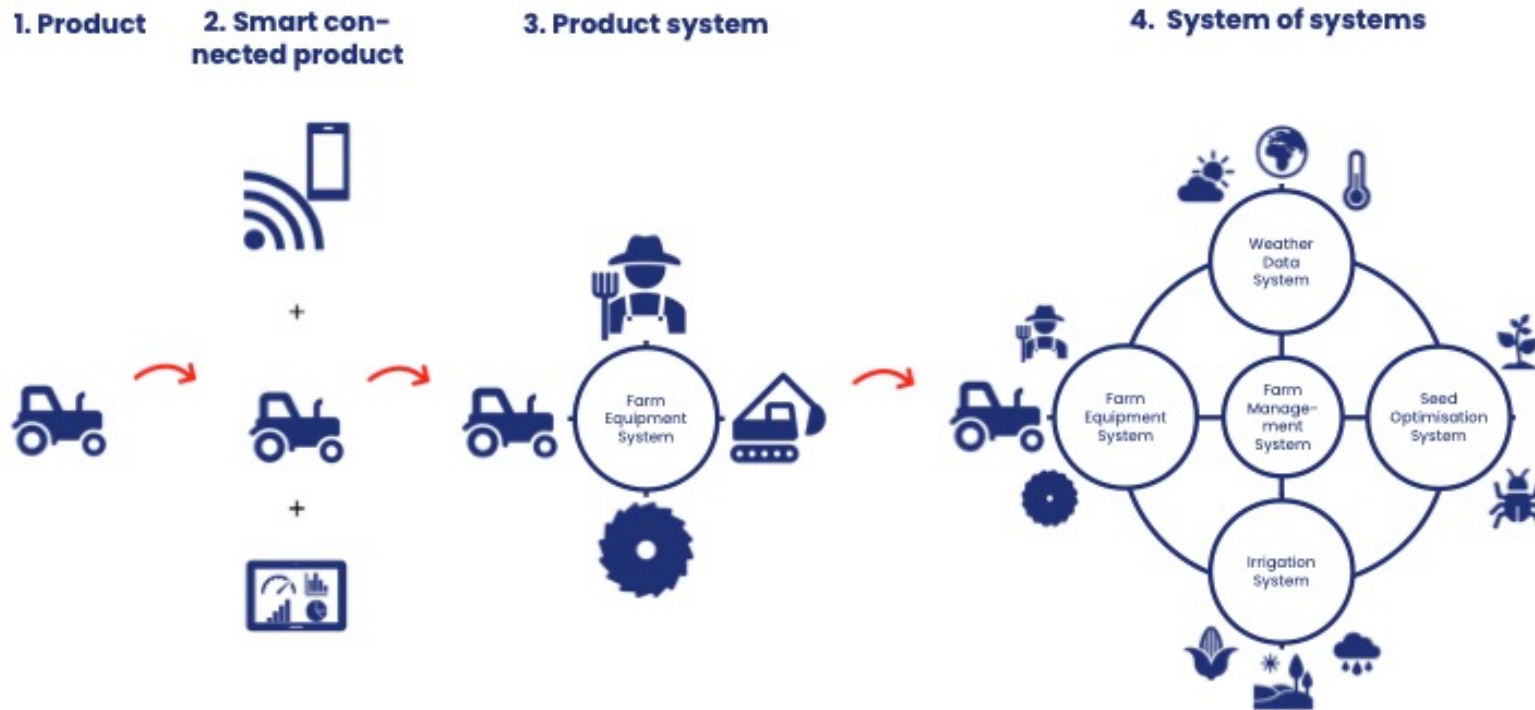 1. Product
2. Smart con-
nected product
3. Product system
4. System of systems
+
+
Farm
Equipment
System
Weather
Data
System
Farm
Equipment
System
Farm
Manage-
ment
System
Seed
Optimisation
System
Irrigation
System